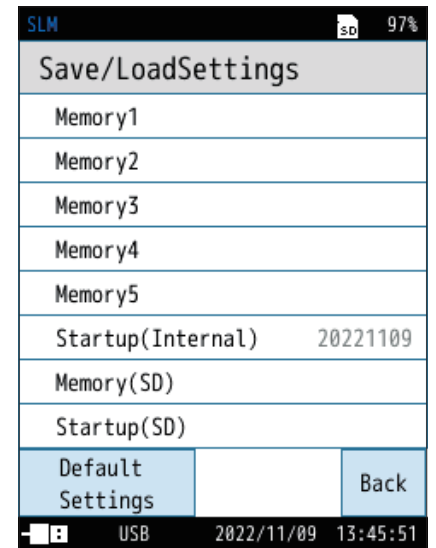 SLM SD 97%
Save/LoadSettings
Memory1
Memory2
Memory3
Memory4
Memory5
Startup(Internal) 20221109
Memory(SD)
Startup(SD)
Default
Settings
Back
USB 2022/11/09 13:45:51